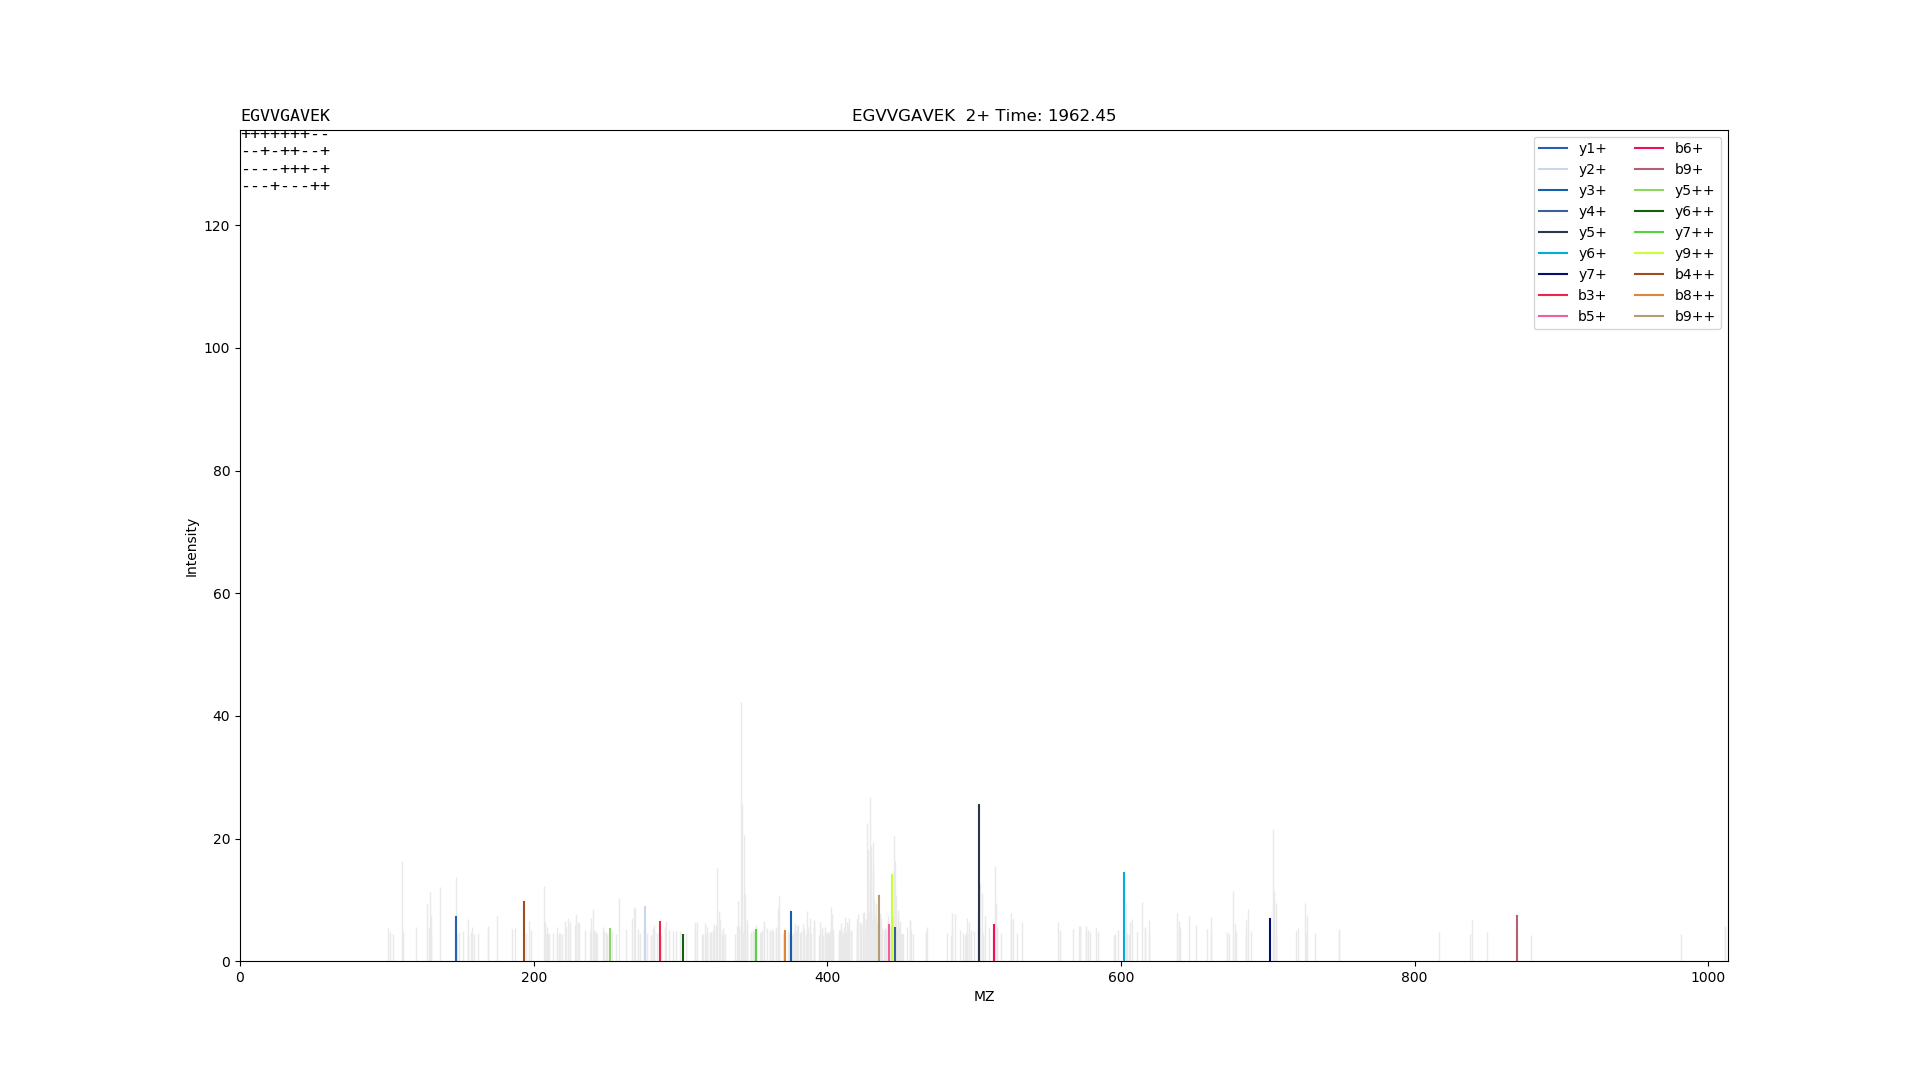 EGVVGAVEK
EGVVGAVEK  2+ Time: 1962.45
+++++++--
--+-++--+
----+++-+
---+---++
y1+
y2+
y3+
y4+
y5+
y6+
y7+
b3+
b5+
b6+
b9+
y5++
y6++
y7++
y9++
b4++
b8++
b9++
120
100
80
60
40
20
0
Intensity
0 200 400 600 800 1000
MZ